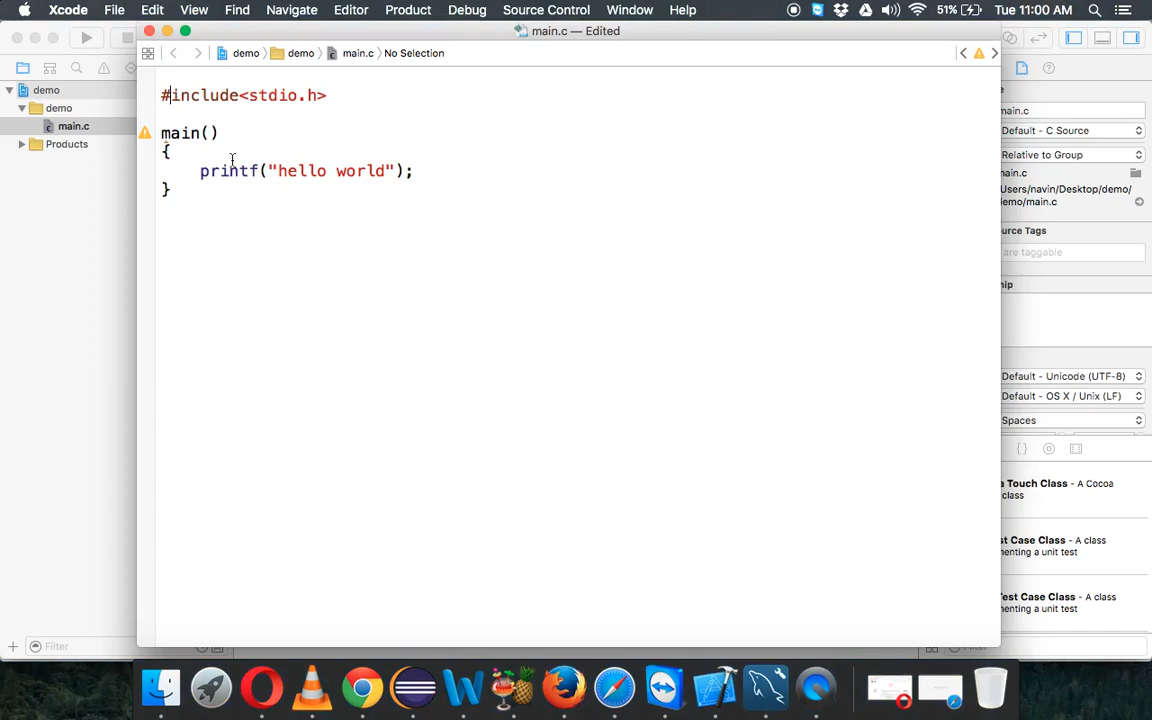 Xcode File Edit View Find Navigate Editor Product Debug Source Control Window Help 51% Tue 11:00 AM
main.c — Edited
demo demo main.c No Selection
demo
demo
main.c
Products
#include<stdio.h>
main()
{
printf("hello world");
}
main.c
Default - C Source
Relative to Group
main.c
Users/navin/Desktop/demo/
demo/main.c
ource Tags
are taggable
elp
Default - Unicode (UTF-8)
Default - OS X / Unix (LF)
Spaces
a Touch Class - A Cocoa
class
st Case Class - A class
menting a unit test
Test Case Class - A class
menting a unit test
Filter
Filter